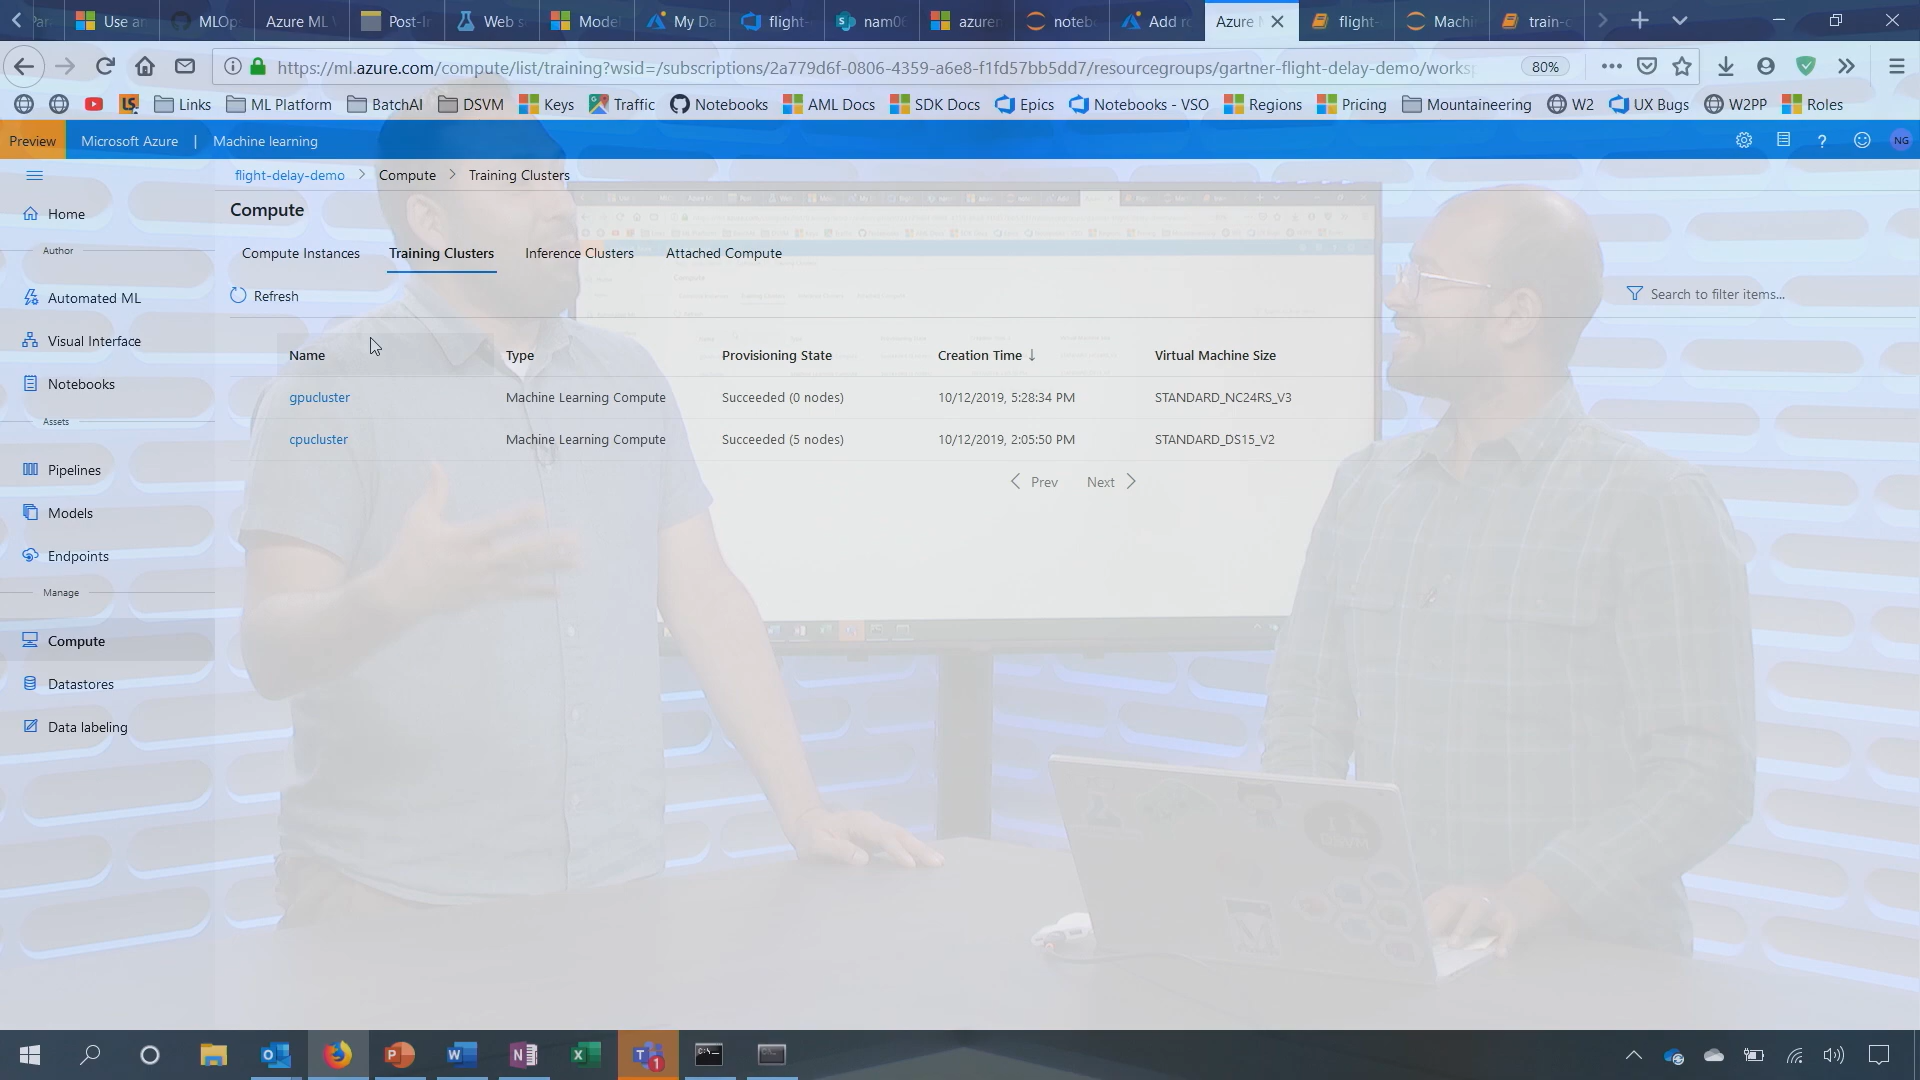 Use ar
MLOp
Azure ML
Post-I
Web s
Model
My Da
flight-
nam06
azurer
noteb
Add ro
Azure
flight-
Machi
train-c
https://ml.azure.com/compute/list/training?wsid=/subscriptions/2a779d6f-0806-4359-a6e8-f1fd57bb5dd7/resourcegroups/gartner-flight-delay-demo/worksp
80%
Links
ML Platform
BatchAI
DSVM
Keys
Traffic
Notebooks
AML Docs
SDK Docs
Epics
Notebooks - VSO
Regions
Pricing
Mountaineering
W2
UX Bugs
W2PP
Roles
Preview
Microsoft Azure | Machine learning
NG
flight-delay-demo > Compute > Training Clusters
Home
Compute
Author
Compute Instances
Training Clusters
Inference Clusters
Attached Compute
Automated ML
Refresh
Search to filter items...
Visual Interface
Name Type Provisioning State Creation Time ↓ Virtual Machine Size
Notebooks
gpucluster Machine Learning Compute Succeeded (0 nodes) 10/12/2019, 5:28:34 PM STANDARD_NC24RS_V3
Assets
cpucluster Machine Learning Compute Succeeded (5 nodes) 10/12/2019, 2:05:50 PM STANDARD_DS15_V2
Pipelines
Prev Next
Models
Endpoints
Manage
Compute
Datastores
Data labeling
1